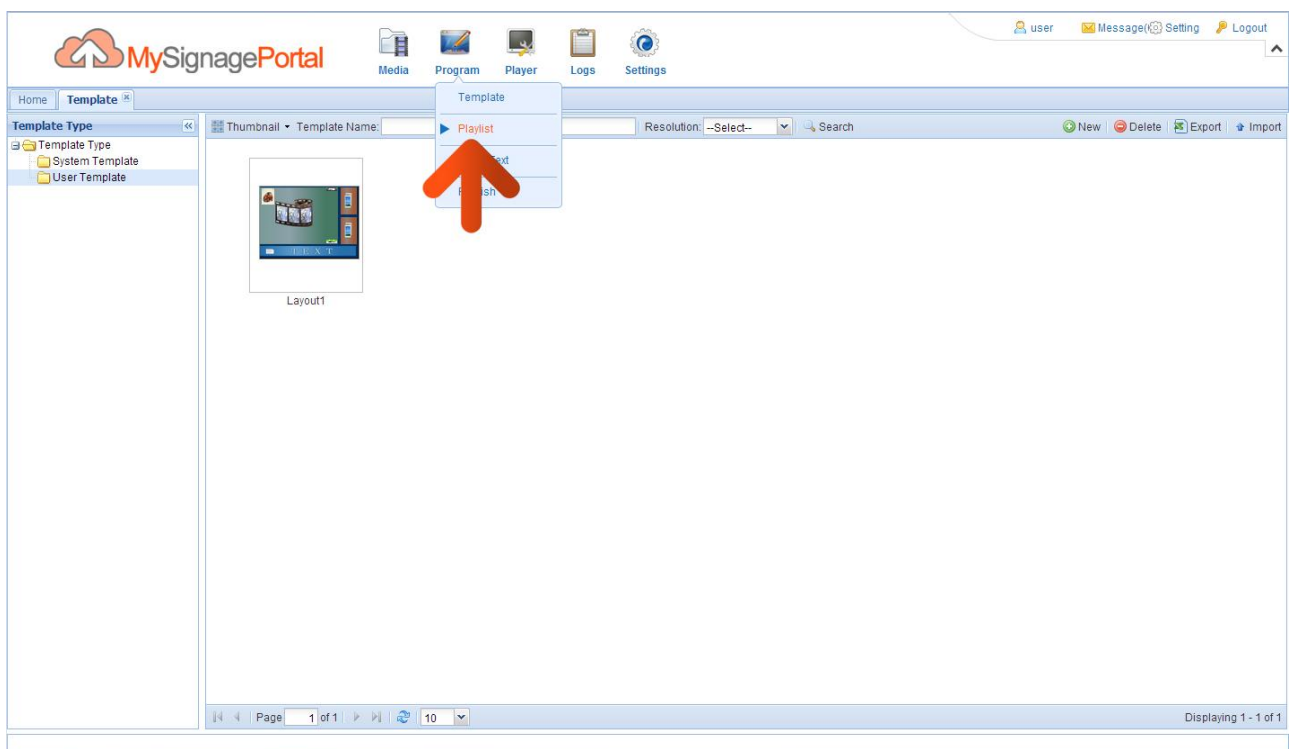 user Message( Setting Logout
MySignagePortal
Media Program Player Logs Settings
Home Template
Template
Template Type
Thumbnail Template Name: Playlist Resolution: --Select-- Search New Delete Export Import
Template Type
System Template
User Template
TEXT
Layout1
Page 1 of 1 10 Displaying 1 - 1 of 1